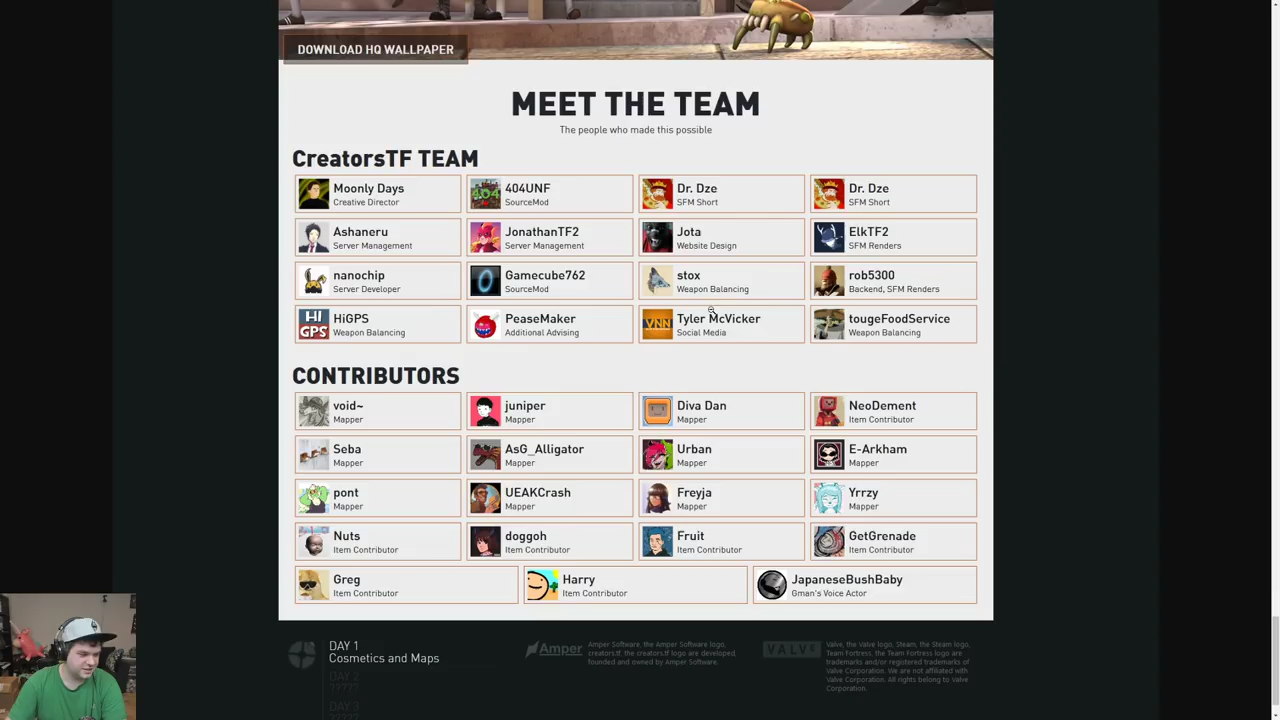 DOWNLOAD HQ WALLPAPER
MEET THE TEAM
The people who made this possible
CreatorsTF TEAM
Moonly Days
Creative Director
404UNF
SourceMod
Dr. Dze
SFM Short
Dr. Dze
SFM Short
Ashaneru
Server Management
JonathanTF2
Server Management
Jota
Website Design
ElkTF2
SFM Renders
nanochip
Server Developer
Gamecube762
SourceMod
stox
Weapon Balancing
rob5300
Backend, SFM Renders
HI
GPS
HiGPS
Weapon Balancing
PeaseMaker
Additional Advising
VNN
Tyler McVicker
Social Media
tougeFoodService
Weapon Balancing
CONTRIBUTORS
void~
Mapper
juniper
Mapper
Diva Dan
Mapper
NeoDement
Item Contributor
Seba
Mapper
AsG_Alligator
Mapper
Urban
Mapper
E-Arkham
Mapper
pont
Mapper
UEAKCrash
Mapper
Freyja
Mapper
Yrrzy
Mapper
Nuts
Item Contributor
doggoh
Item Contributor
Fruit
Item Contributor
GetGrenade
Item Contributor
Greg
Item Contributor
Harry
Item Contributor
JapaneseBushBaby
Gman's Voice Actor
DAY 1
Cosmetics and Maps
DAY 2
?????
DAY 3
?????
Amper
Amper Software, the Amper Software logo,
creators.tf, the creators.tf logo are developed,
founded and owned by Amper Software.
VALVE
Valve, the Valve logo, Steam, the Steam logo,
Team Fortress, the Team Fortress logo are
trademarks and/or registered trademarks of
Valve Corporation. We are not affiliated with
Valve Corporation. All rights belong to Valve
Corporation.